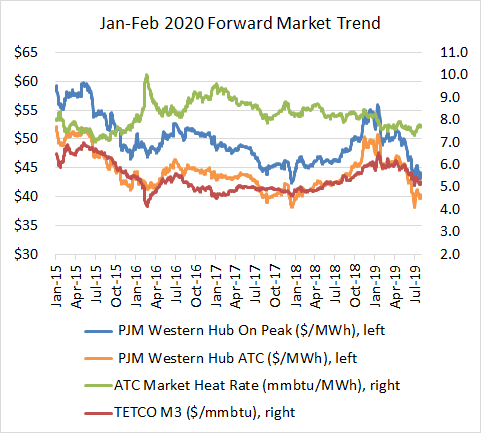 Jan-Feb 2020 Forward Market Trend
$65
$60
$55
$50
$45
$40
$35
$30
11.0
10.0
9.0
8.0
7.0
6.0
5.0
4.0
3.0
2.0
Jan-15
Apr-15
Jul-15
Oct-15
Jan-16
Apr-16
Jul-16
Oct-16
Jan-17
Apr-17
Jul-17
Oct-17
Jan-18
Apr-18
Jul-18
Oct-18
Jan-19
Apr-19
Jul-19
PJM Western Hub On Peak ($/MWh), left
PJM Western Hub ATC ($/MWh), left
ATC Market Heat Rate (mmbtu/MWh), right
TETCO M3 ($/mmbtu), right